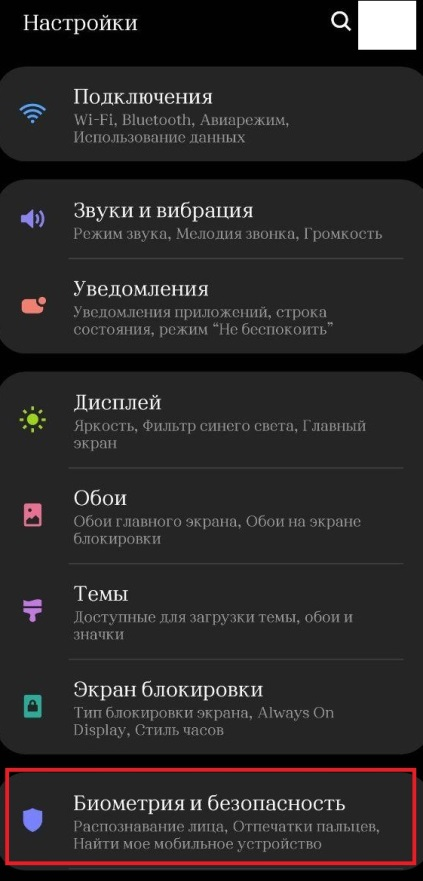 Настройки
Подключения
Wi-Fi, Bluetooth, Авиарежим,
Использование данных
Звуки и вибрация
Режим звука, Мелодия звонка, Громкость
Уведомления
Уведомления приложений, строка
состояния, режим “Не беспокоить”
Дисплей
Яркость, Фильтр синего света, Главный
экран
Обои
Обои главного экрана, Обои на экране
блокировки
Темы
Доступные для загрузки темы, обои и
значки
Экран блокировки
Тип блокировки экрана, Always On
Display, Стиль часов
Биометрия и безопасность
Распознавание лица, Отпечатки пальцев,
Найти мое мобильное устройство